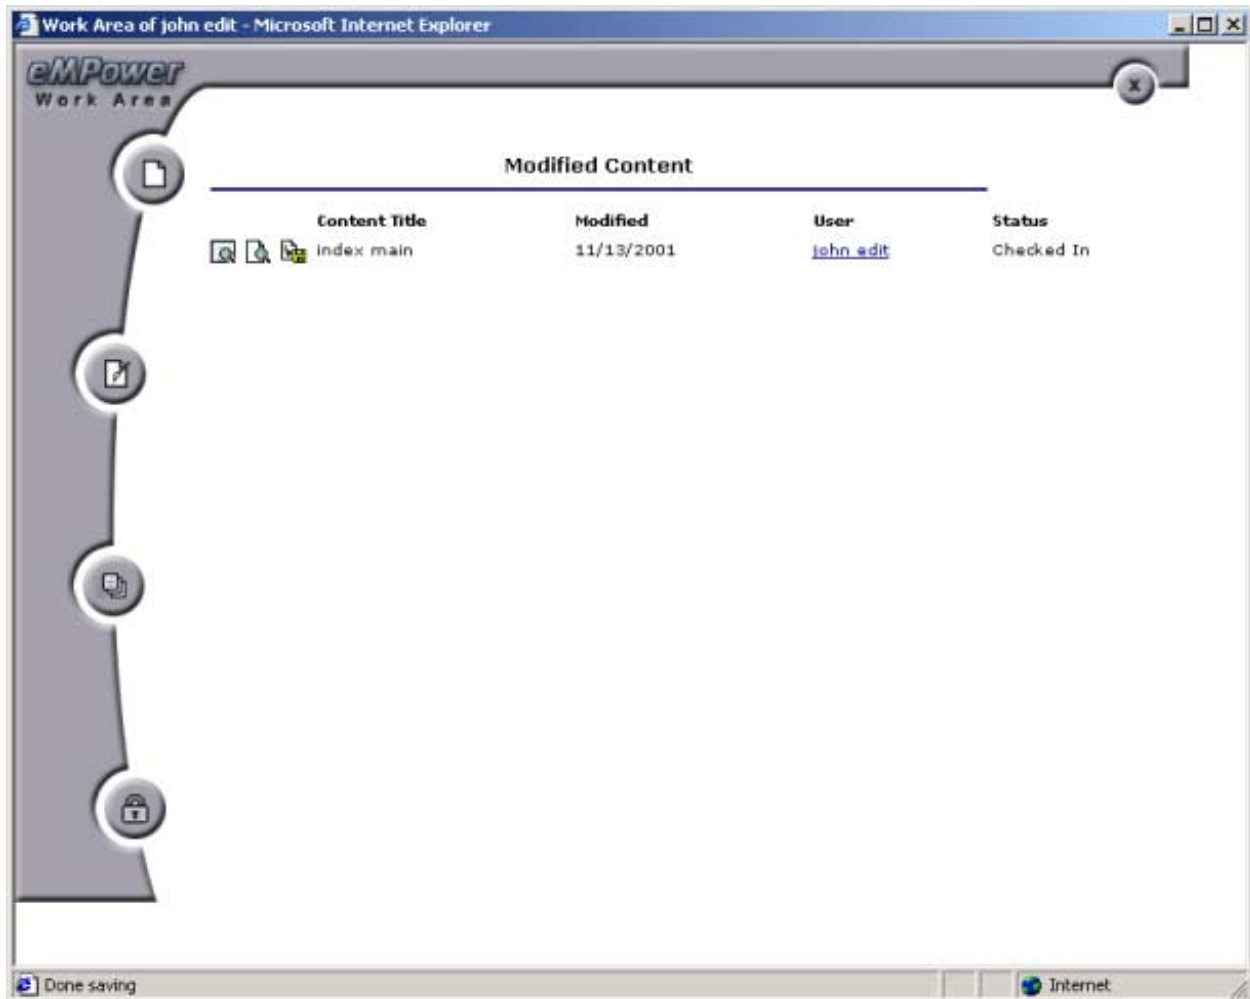 Work Area of john edit - Microsoft Internet Explorer
eMPower
Work Area
x
Modified Content
Content Title Modified User Status
index main 11/13/2001 john edit Checked In
Done saving Internet